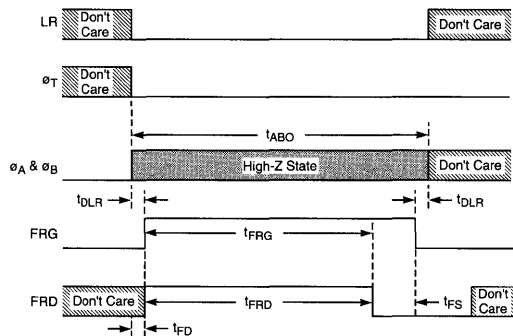 LR
Don't
Care
Don't
Care
øT
Don't
Care
tABO
øA & øB
High-Z State
Don't Care
tDLR
tDLR
FRG
tFRG
FRD
Don't Care
tFRD
tFS
Don't
Care
tFD